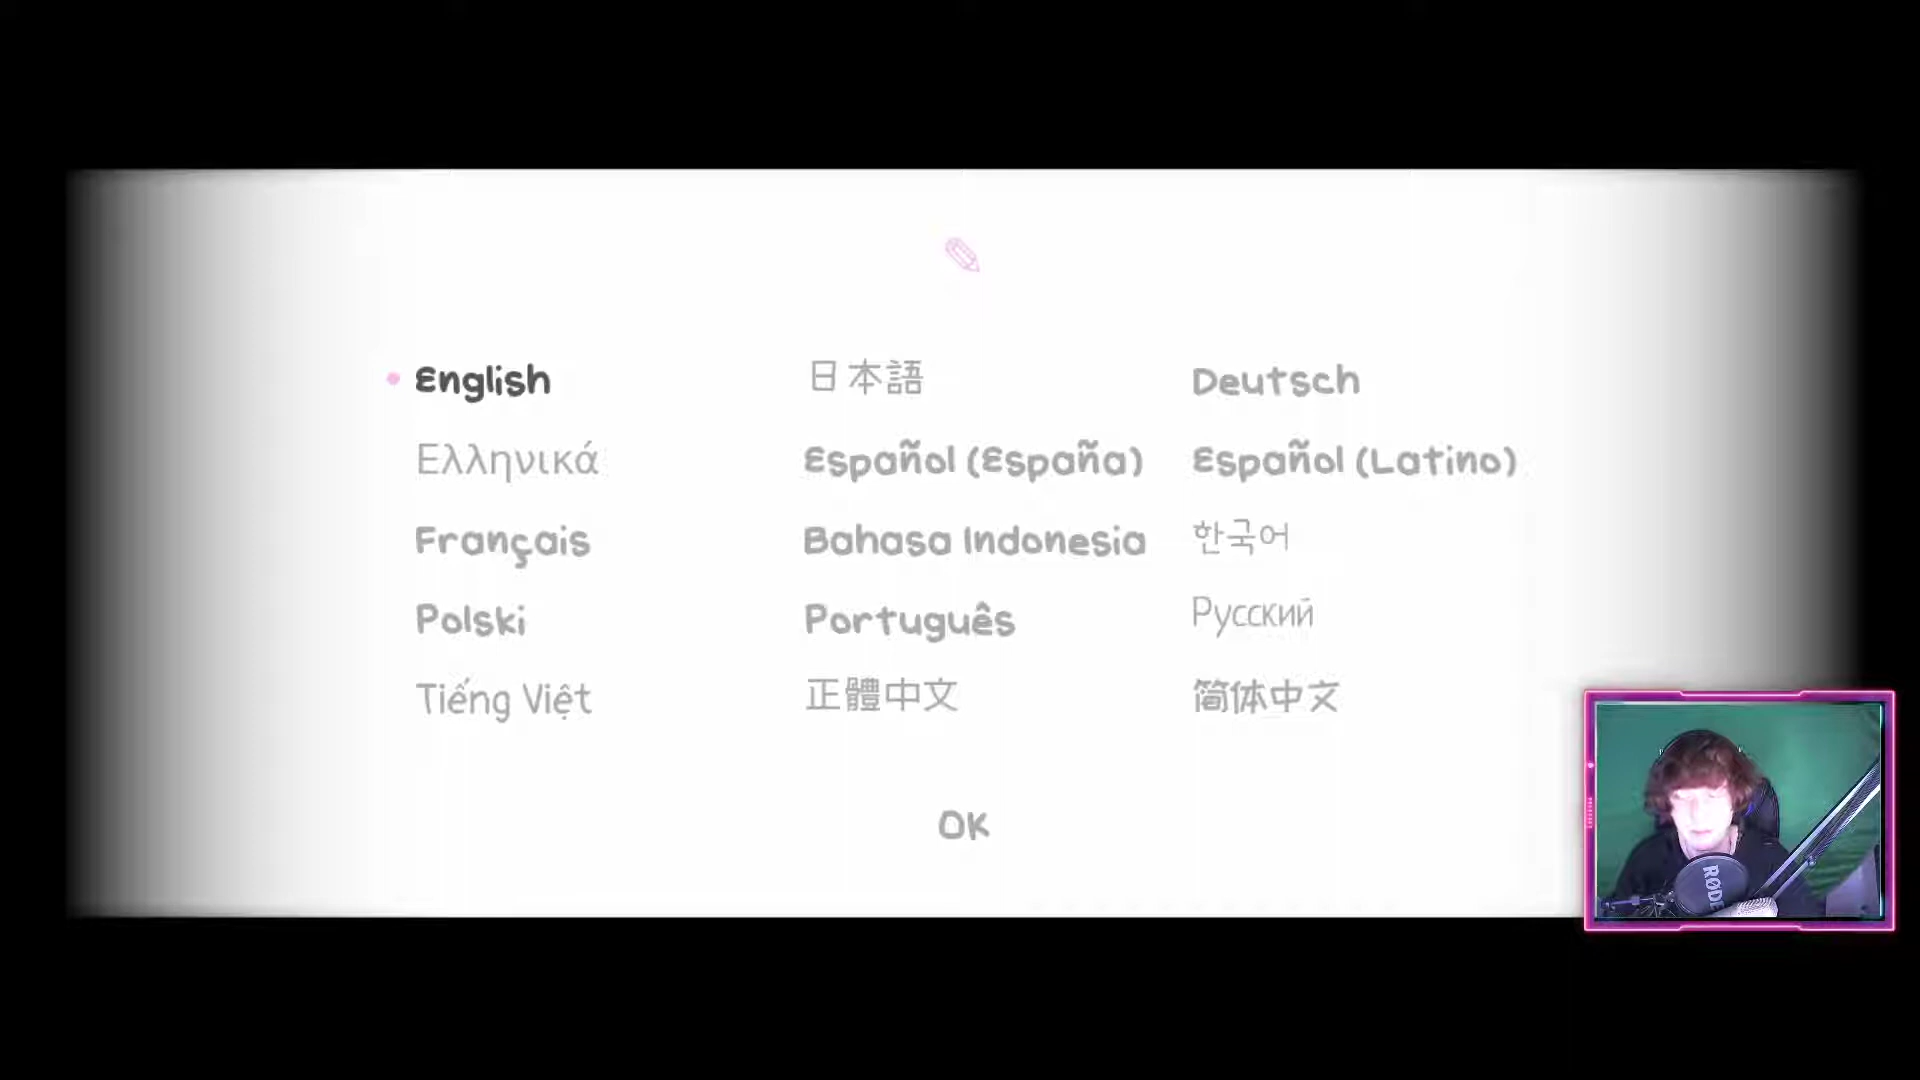 English 日本語 Deutsch
Ελληνικά Español (España) Español (Latino)
Français Bahasa Indonesia 한국어
Polski Português Русский
Tiếng Việt 正體中文 简体中文
OK
RØDE